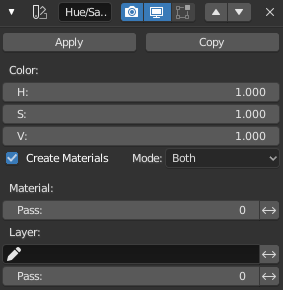 Hue/Sa..
Apply Copy
Color:
H: 1.000
S: 1.000
V: 1.000
Create Materials Mode: Both
Material:
Pass: 0
Layer:
Pass: 0